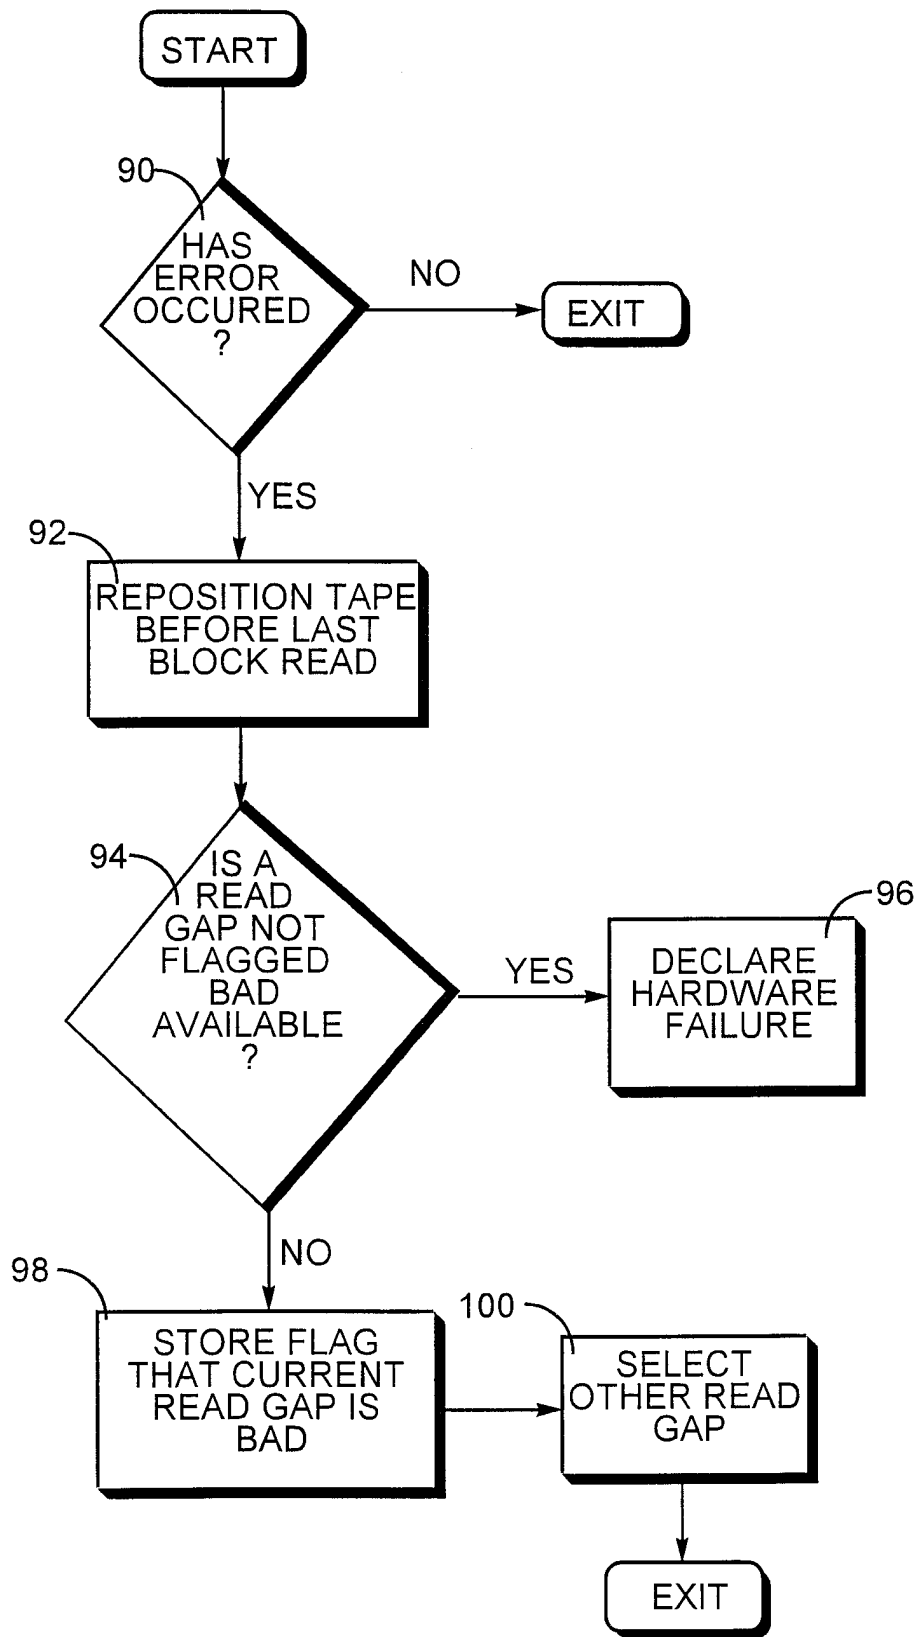 START
90
HAS
ERROR
OCCURED
?
NO
EXIT
YES
92
REPOSITION TAPE
BEFORE LAST
BLOCK READ
94
IS A
READ
GAP NOT
FLAGGED
BAD
AVAILABLE
?
YES
96
DECLARE
HARDWARE
FAILURE
NO
98
STORE FLAG
THAT CURRENT
READ GAP IS
BAD
100
SELECT
OTHER READ
GAP
EXIT